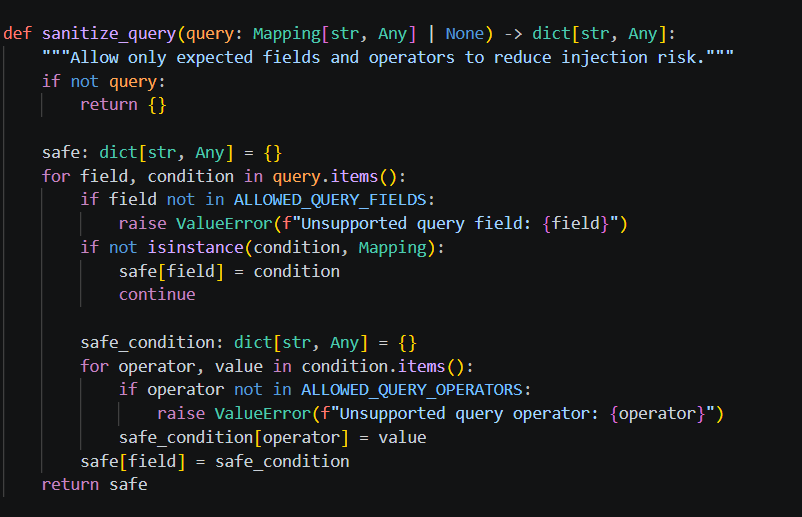 def sanitize_query(query: Mapping[str, Any] | None) -> dict[str, Any]:
    """Allow only expected fields and operators to reduce injection risk."""
    if not query:
        return {}

    safe: dict[str, Any] = {}
    for field, condition in query.items():
        if field not in ALLOWED_QUERY_FIELDS:
            raise ValueError(f"Unsupported query field: {field}")
        if not isinstance(condition, Mapping):
            safe[field] = condition
            continue

        safe_condition: dict[str, Any] = {}
        for operator, value in condition.items():
            if operator not in ALLOWED_QUERY_OPERATORS:
                raise ValueError(f"Unsupported query operator: {operator}")
            safe_condition[operator] = value
        safe[field] = safe_condition
    return safe